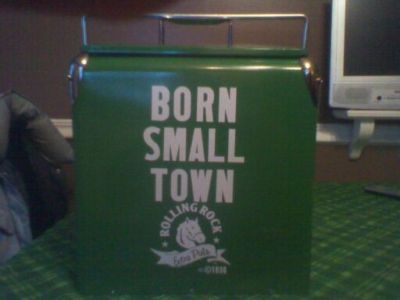 BORN
SMALL
TOWN
ROLLING ROCK
Extra Pale